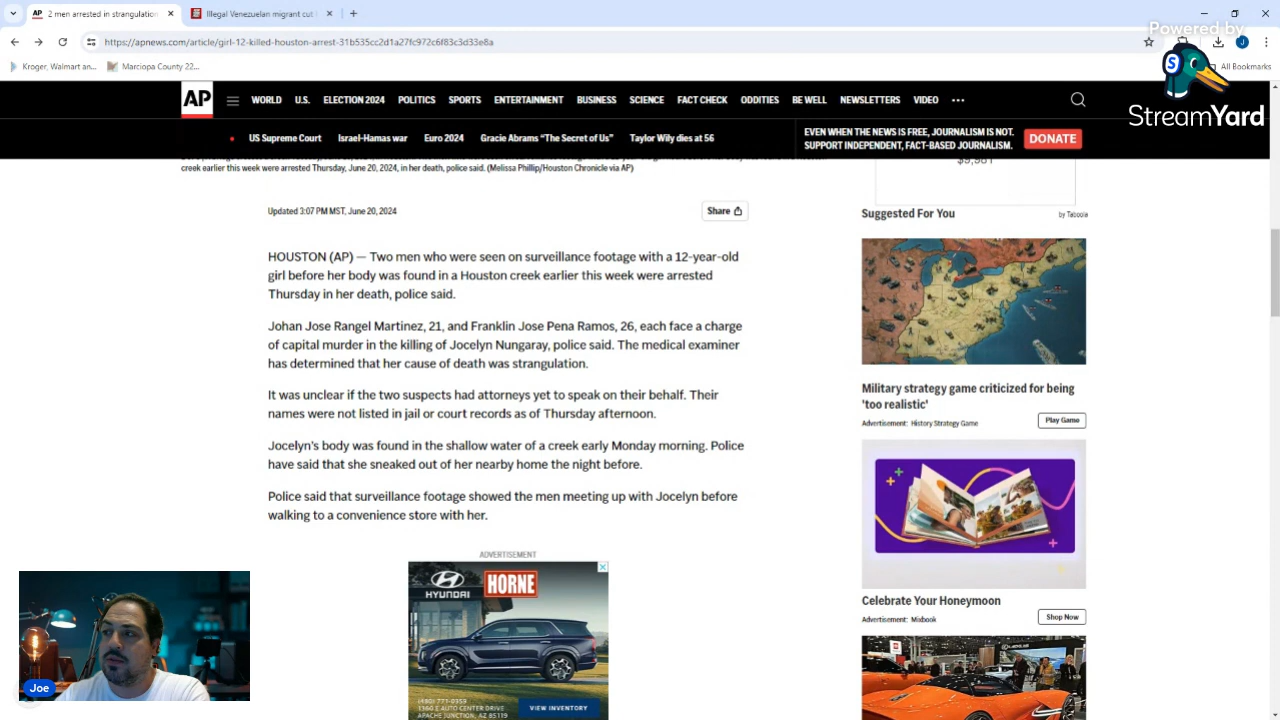 AP 2 men arrested in strangulation
Illegal Venezuelan migrant cut
Powered by
https://apnews.com/article/girl-12-killed-houston-arrest-31b535cc2d1a27fc972c6f83c3d33e8a
J
Kroger, Walmart an...
Marciopa County 22...
All Bookmarks
S
StreamYard
AP
WORLD U.S. ELECTION 2024 POLITICS SPORTS ENTERTAINMENT BUSINESS SCIENCE FACT CHECK ODDITIES BE WELL NEWSLETTERS VIDEO •••
US Supreme Court Israel-Hamas war Euro 2024 Gracie Abrams “The Secret of Us” Taylor Wily dies at 56
EVEN WHEN THE NEWS IS FREE, JOURNALISM IS NOT.
SUPPORT INDEPENDENT, FACT-BASED JOURNALISM.
DONATE
creek earlier this week were arrested Thursday, June 20, 2024, in her death, police said. (Melissa Phillip/Houston Chronicle via AP)
$9,981
Updated 3:07 PM MST, June 20, 2024
Share
Suggested For You
by Taboola
HOUSTON (AP) — Two men who were seen on surveillance footage with a 12-year-old
girl before her body was found in a Houston creek earlier this week were arrested
Thursday in her death, police said.
Johan Jose Rangel Martinez, 21, and Franklin Jose Pena Ramos, 26, each face a charge
of capital murder in the killing of Jocelyn Nungaray, police said. The medical examiner
has determined that her cause of death was strangulation.
It was unclear if the two suspects had attorneys yet to speak on their behalf. Their
names were not listed in jail or court records as of Thursday afternoon.
Jocelyn’s body was found in the shallow water of a creek early Monday morning. Police
have said that she sneaked out of her nearby home the night before.
Police said that surveillance footage showed the men meeting up with Jocelyn before
walking to a convenience store with her.
Military strategy game criticized for being
'too realistic'
Advertisement: History Strategy Game
Play Game
Celebrate Your Honeymoon
Advertisement: Mixbook
Shop Now
ADVERTISEMENT
HYUNDAI
HORNE
(480) 771-0359
1360 E AUTO CENTER DRIVE
APACHE JUNCTION, AZ 85119
VIEW INVENTORY
Joe